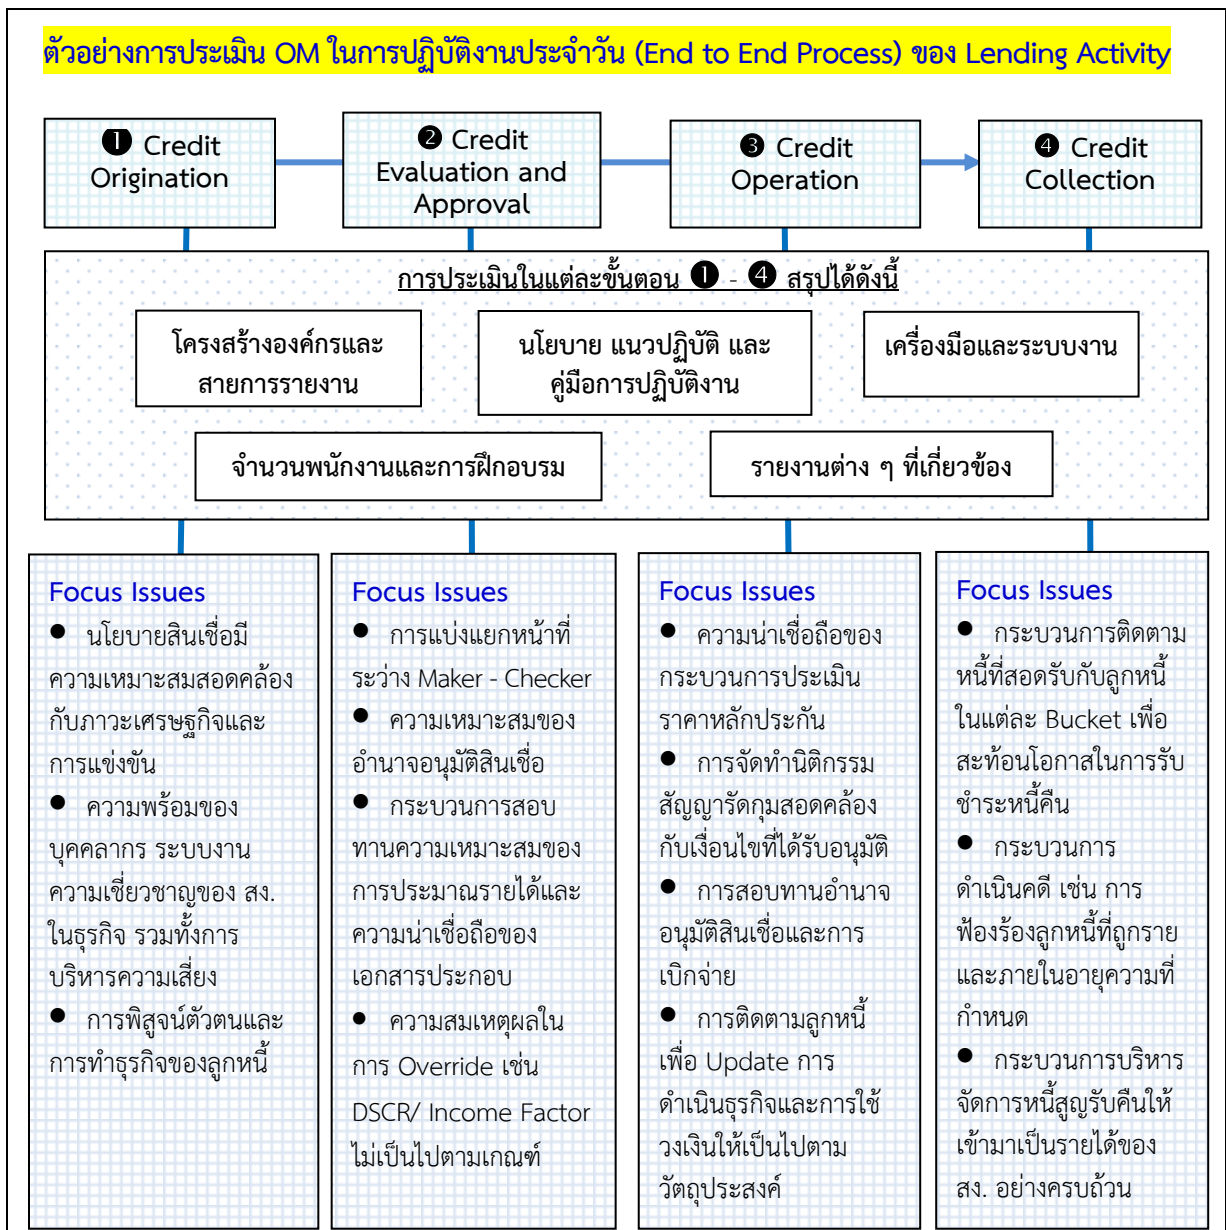 ตัวอย่างการประเมิน OM ในการปฏิบัติงานประจำวัน (End to End Process) ของ Lending Activity
❶ Credit
Origination
❷ Credit
Evaluation and
Approval
❸ Credit
Operation
❹ Credit
Collection
การประเมินในแต่ละขั้นตอน ❶ - ❹ สรุปได้ดังนี้
โครงสร้างองค์กรและ
สายการรายงาน
นโยบาย แนวปฏิบัติ และ
คู่มือการปฏิบัติงาน
เครื่องมือและระบบงาน
จำนวนพนักงานและการฝึกอบรม
รายงานต่าง ๆ ที่เกี่ยวข้อง
Focus Issues
● นโยบายสินเชื่อมี
ความเหมาะสมสอดคล้อง
กับภาวะเศรษฐกิจและ
การแข่งขัน
● ความพร้อมของ
บุคคลากร ระบบงาน
ความเชี่ยวชาญของ สง.
ในธุรกิจ รวมทั้งการ
บริหารความเสี่ยง
● การพิสูจน์ตัวตนและ
การทำธุรกิจของลูกหนี้
Focus Issues
● การแบ่งแยกหน้าที่
ระว่าง Maker - Checker
● ความเหมาะสมของ
อำนาจอนุมัติสินเชื่อ
● กระบวนการสอบ
ทานความเหมาะสมของ
การประมาณรายได้และ
ความน่าเชื่อถือของ
เอกสารประกอบ
● ความสมเหตุผลใน
การ Override เช่น
DSCR/ Income Factor
ไม่เป็นไปตามเกณฑ์
Focus Issues
● ความน่าเชื่อถือของ
กระบวนการประเมิน
ราคาหลักประกัน
● การจัดทำนิติกรรม
สัญญารัดกุมสอดคล้อง
กับเงื่อนไขที่ได้รับอนุมัติ
● การสอบทานอำนาจ
อนุมัติสินเชื่อและการ
เบิกจ่าย
● การติดตามลูกหนี้
เพื่อ Update การ
ดำเนินธุรกิจและการใช้
วงเงินให้เป็นไปตาม
วัตถุประสงค์
Focus Issues
● กระบวนการติดตาม
หนี้ที่สอดรับกับลูกหนี้
ในแต่ละ Bucket เพื่อ
สะท้อนโอกาสในการรับ
ชำระหนี้คืน
● กระบวนการ
ดำเนินคดี เช่น การ
ฟ้องร้องลูกหนี้ที่ถูกราย
และภายในอายุความที่
กำหนด
● กระบวนการบริหาร
จัดการหนี้สูญรับคืนให้
เข้ามาเป็นรายได้ของ
สง. อย่างครบถ้วน